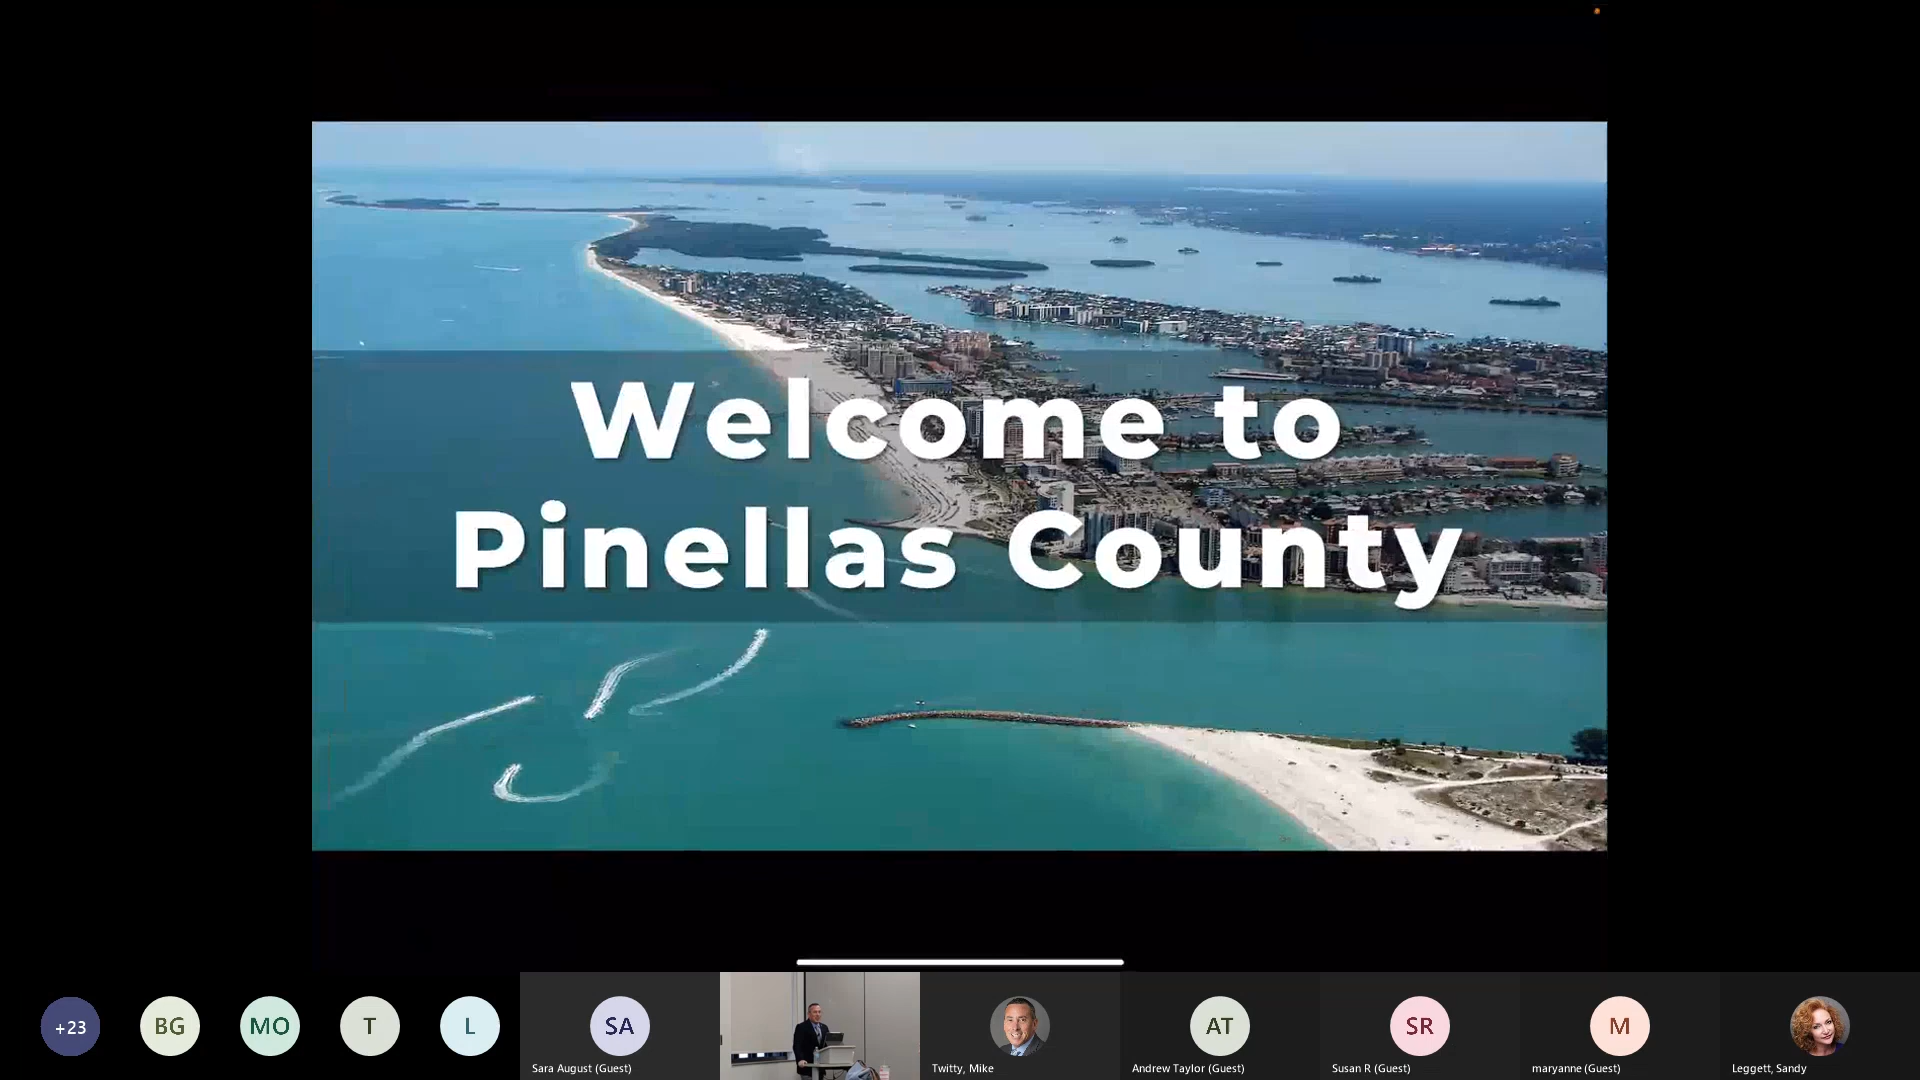 Welcome to
Pinellas County
+23
BG
MO
T
L
SA
Sara August (Guest)
Twitty, Mike
AT
Andrew Taylor (Guest)
SR
Susan R (Guest)
M
maryanne (Guest)
Leggett, Sandy